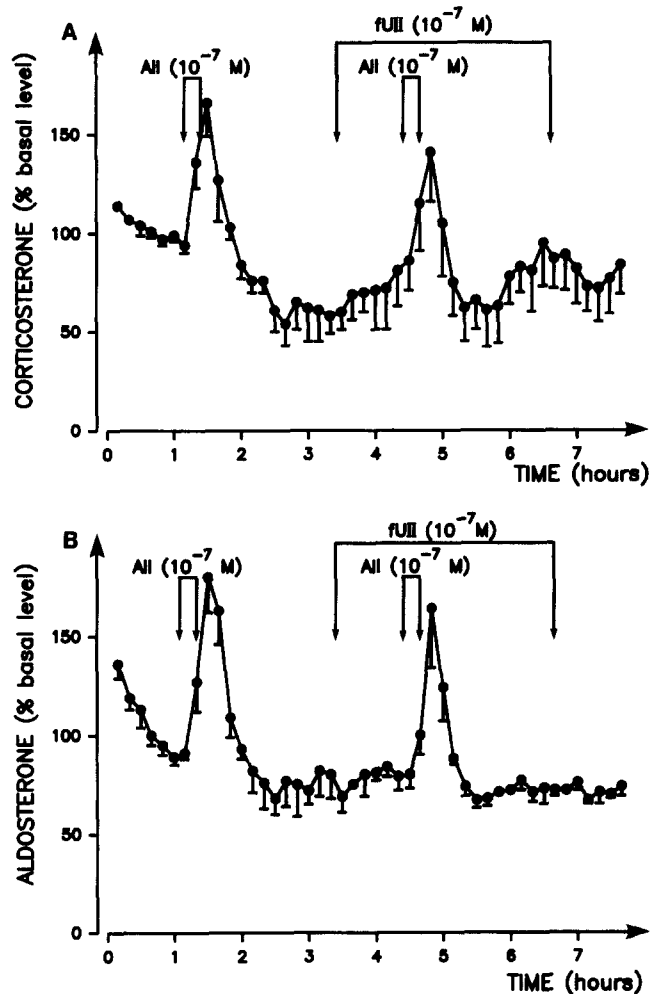 A
fUII (10⁻⁷ M)
AII (10⁻⁷ M) AII (10⁻⁷ M)
CORTICOSTERONE (% basal level)
150
100
50
0
0 1 2 3 4 5 6 7
TIME (hours)
B
fUII (10⁻⁷ M)
AII (10⁻⁷ M) AII (10⁻⁷ M)
ALDOSTERONE (% basal level)
150
100
50
0
0 1 2 3 4 5 6 7
TIME (hours)